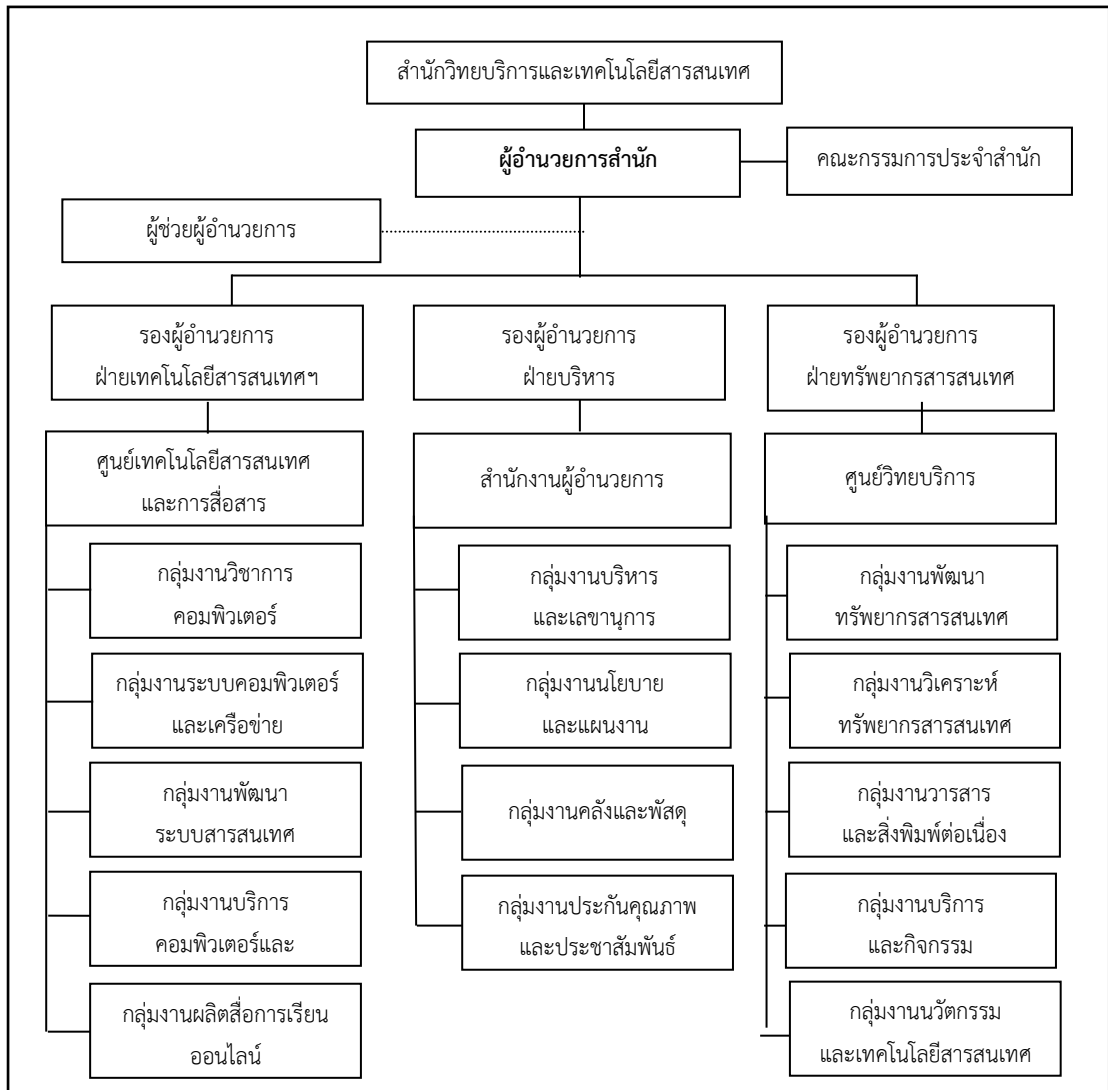 สำนักวิทยบริการและเทคโนโลยีสารสนเทศ
ผู้อำนวยการสำนัก
คณะกรรมการประจำสำนัก
ผู้ช่วยผู้อำนวยการ
รองผู้อำนวยการ
ฝ่ายเทคโนโลยีสารสนเทศฯ
รองผู้อำนวยการ
ฝ่ายบริหาร
รองผู้อำนวยการ
ฝ่ายทรัพยากรสารสนเทศ
ศูนย์เทคโนโลยีสารสนเทศ
และการสื่อสาร
สำนักงานผู้อำนวยการ
ศูนย์วิทยบริการ
กลุ่มงานวิชาการ
คอมพิวเตอร์
กลุ่มงานระบบคอมพิวเตอร์
และเครือข่าย
กลุ่มงานพัฒนา
ระบบสารสนเทศ
กลุ่มงานบริการ
คอมพิวเตอร์และ
กลุ่มงานผลิตสื่อการเรียน
ออนไลน์
กลุ่มงานบริหาร
และเลขานุการ
กลุ่มงานนโยบาย
และแผนงาน
กลุ่มงานคลังและพัสดุ
กลุ่มงานประกันคุณภาพ
และประชาสัมพันธ์
กลุ่มงานพัฒนา
ทรัพยากรสารสนเทศ
กลุ่มงานวิเคราะห์
ทรัพยากรสารสนเทศ
กลุ่มงานวารสาร
และสิ่งพิมพ์ต่อเนื่อง
กลุ่มงานบริการ
และกิจกรรม
กลุ่มงานนวัตกรรม
และเทคโนโลยีสารสนเทศ